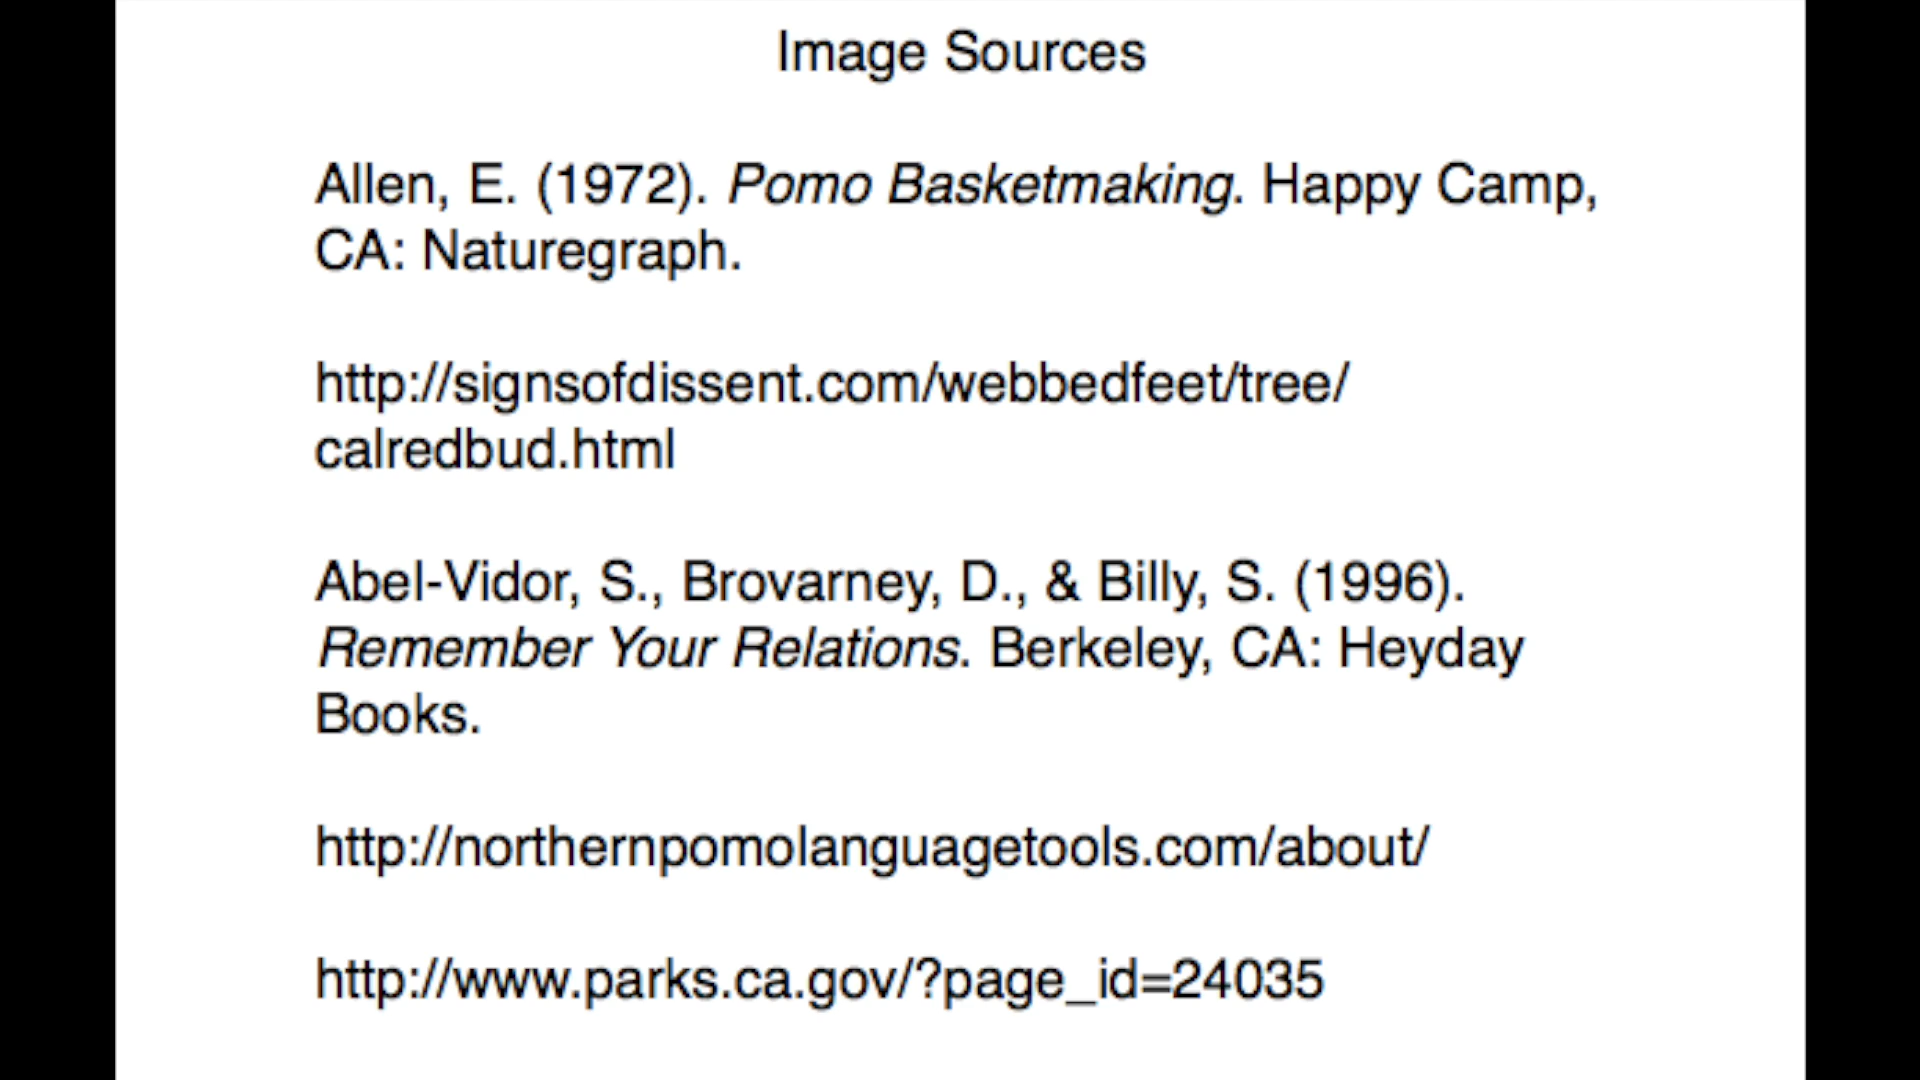 Image Sources
Allen, E. (1972). Pomo Basketmaking. Happy Camp,
CA: Naturegraph.
http://signsofdissent.com/webbedfeet/tree/
calredbud.html
Abel-Vidor, S., Brovarney, D., & Billy, S. (1996).
Remember Your Relations. Berkeley, CA: Heyday
Books.
http://northernpomolanguagetools.com/about/
http://www.parks.ca.gov/?page_id=24035